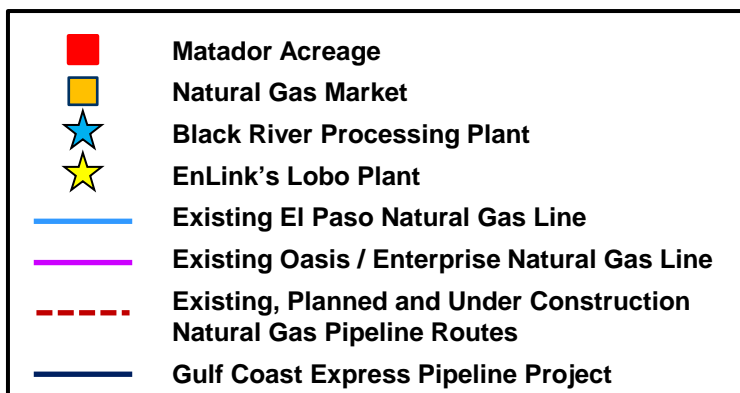 Matador Acreage
Natural Gas Market
Black River Processing Plant
EnLink’s Lobo Plant
Existing El Paso Natural Gas Line
Existing Oasis / Enterprise Natural Gas Line
Existing, Planned and Under Construction
Natural Gas Pipeline Routes
Gulf Coast Express Pipeline Project